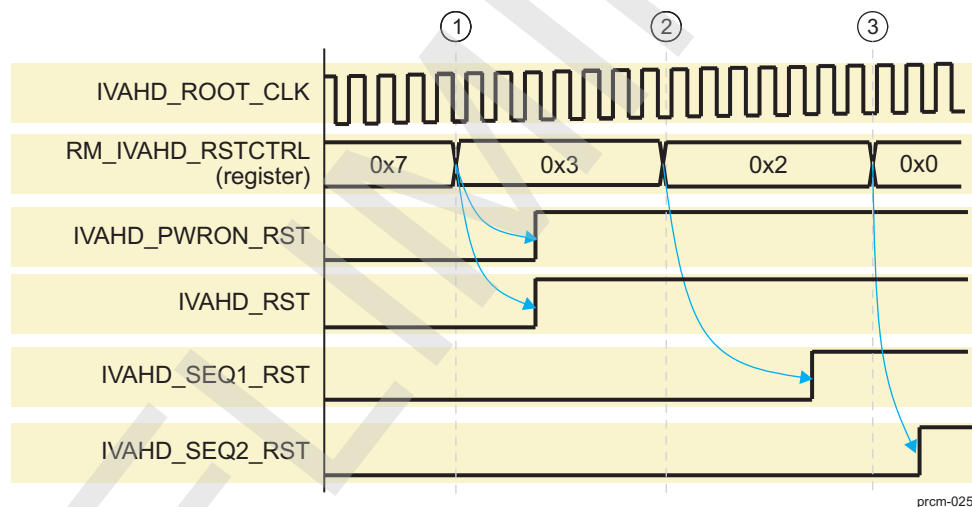 1 2 3
IVAHD_ROOT_CLK
RM_IVAHD_RSTCTRL
(register)
0x7 0x3 0x2 0x0
IVAHD_PWRON_RST
IVAHD_RST
IVAHD_SEQ1_RST
IVAHD_SEQ2_RST
prcm-025